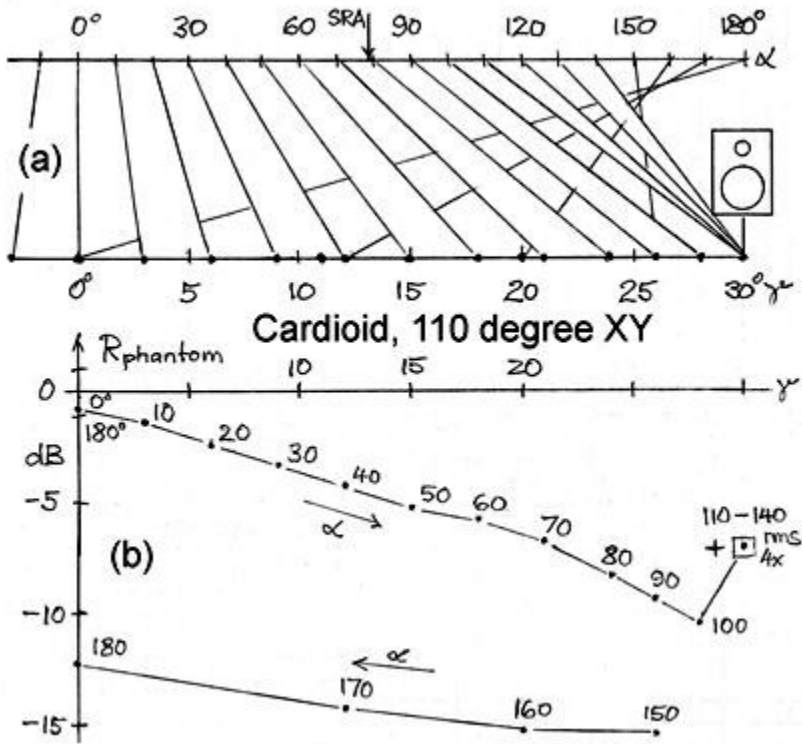 SRA
0° 30 60 90 120 150 180°
α
(a)
0° 5 10 15 20 25 30° γ
Cardioid, 110 degree XY
Rphantom
10 15 20
0 γ
0° 10
180° 20
dB 30
40
-5 50 60 110-140
α 70 + rms
(b) 80 4x
90
-10 100
180 α
170
-15 160 150